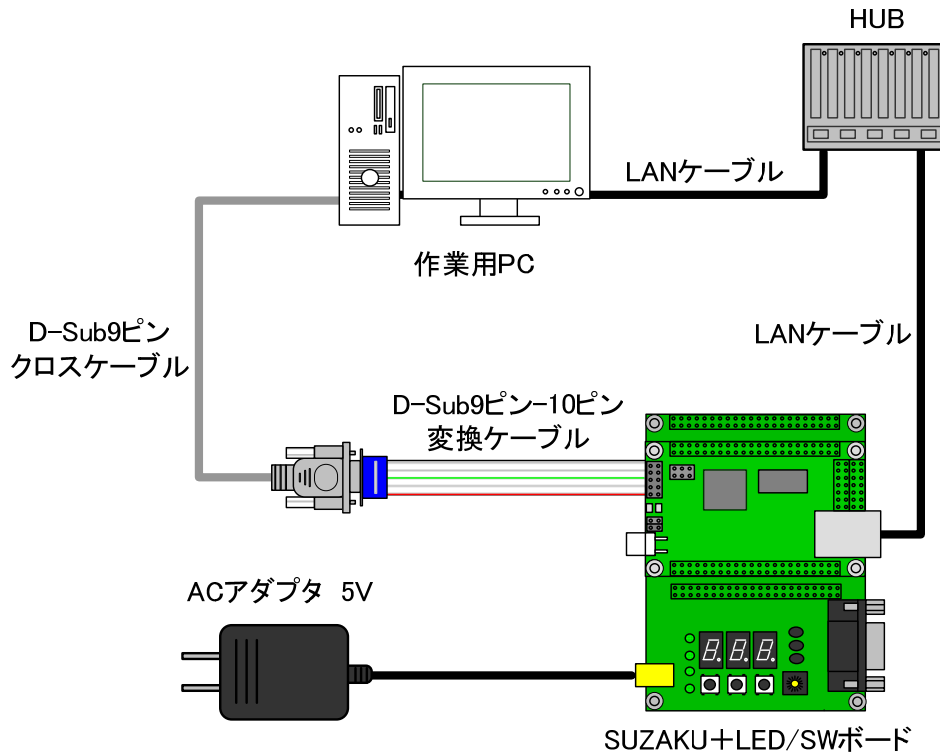 HUB
LANケーブル
作業用PC
D-Sub9ピン
クロスケーブル
LANケーブル
D-Sub9ピン-10ピン
変換ケーブル
ACアダプタ 5V
8.8.8.
SUZAKU+LED/SWボード